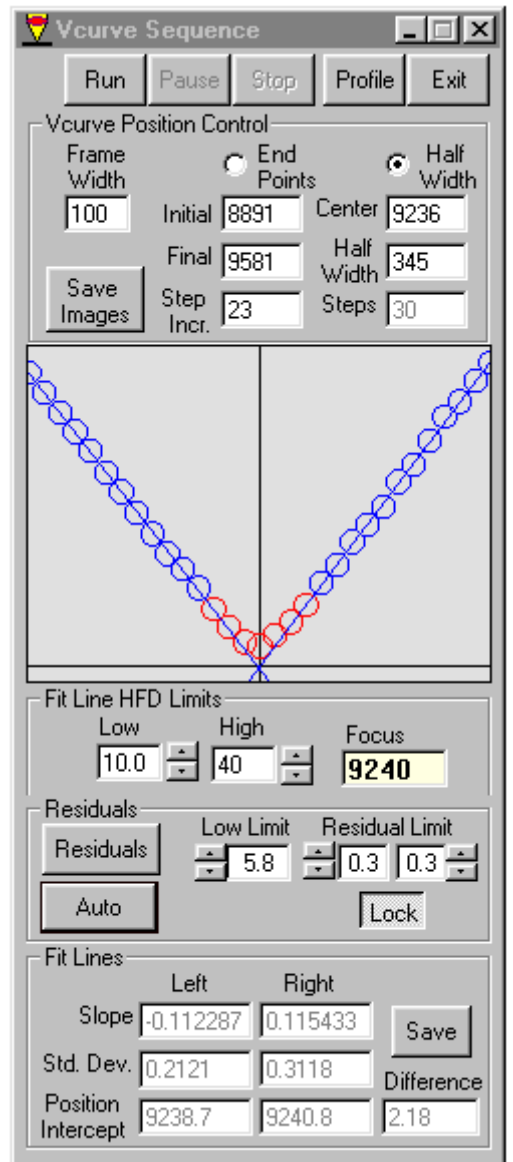 Vcurve Sequence
Run Pause Stop Profile Exit
Vcurve Position Control
Frame Width
100
End Points
Half Width
Initial 8891 Center 9236
Final 9581 Half Width 345
Save Images
Step Incr. 23 Steps 30
Fit Line HFD Limits
Low High Focus
10.0 40 9240
Residuals
Residuals Low Limit Residual Limit
5.8 0.3 0.3
Auto Lock
Fit Lines
Left Right
Slope -0.112287 0.115433 Save
Std. Dev. 0.2121 0.3118 Difference
Position Intercept 9238.7 9240.8 2.18